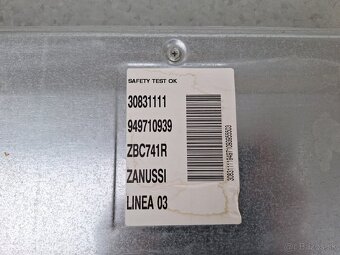 SAFETY TEST OK
30831111
949710939
ZBC741R
ZANUSSI
LINEA 03